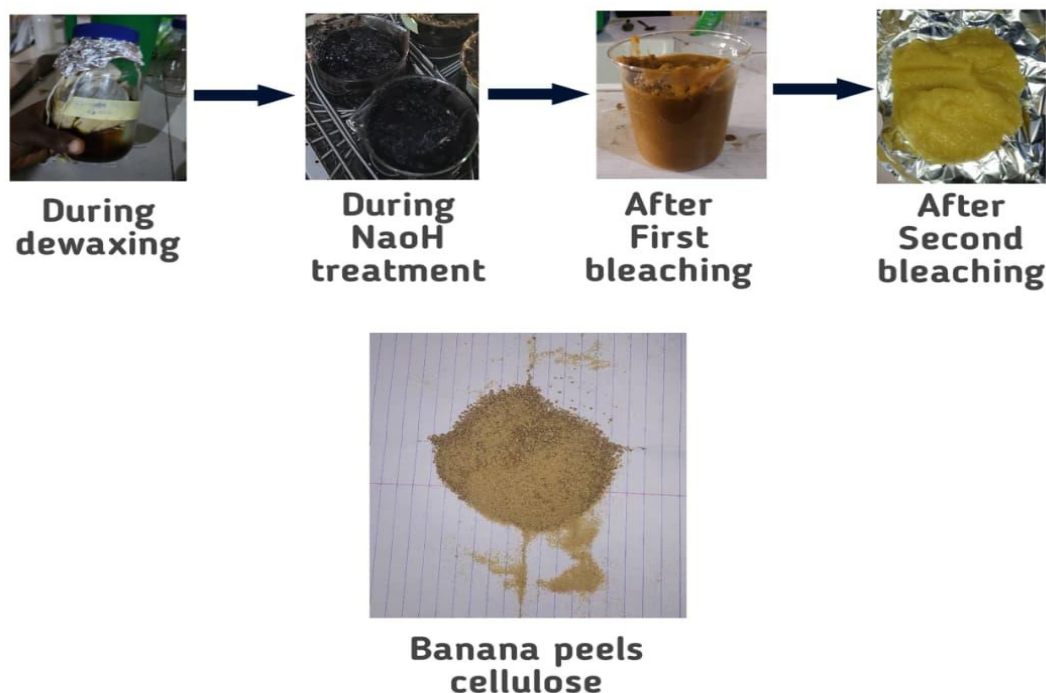 During
dewaxing
During
NaoH
treatment
After
First
bleaching
After
Second
bleaching
Banana peels
cellulose